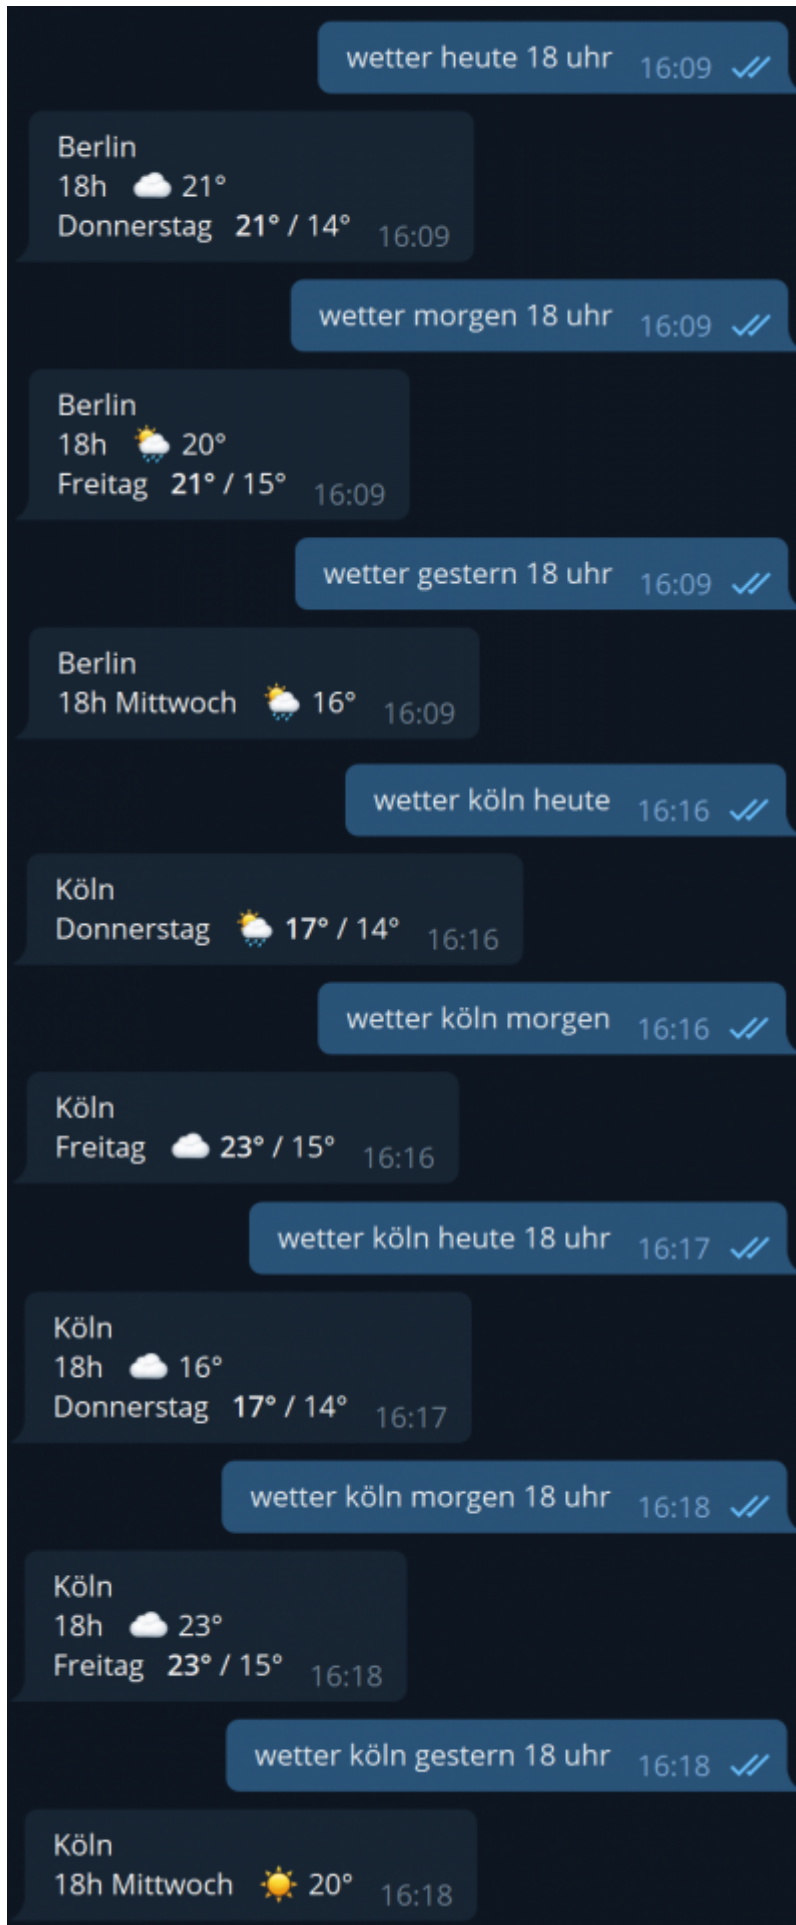 wetter heute 18 uhr 16:09
Berlin
18h ☁️ 21°
Donnerstag 21° / 14° 16:09
wetter morgen 18 uhr 16:09
Berlin
18h 🌦️ 20°
Freitag 21° / 15° 16:09
wetter gestern 18 uhr 16:09
Berlin
18h Mittwoch 🌦️ 16° 16:09
wetter köln heute 16:16
Köln
Donnerstag 🌦️ 17° / 14° 16:16
wetter köln morgen 16:16
Köln
Freitag ☁️ 23° / 15° 16:16
wetter köln heute 18 uhr 16:17
Köln
18h ☁️ 16°
Donnerstag 17° / 14° 16:17
wetter köln morgen 18 uhr 16:18
Köln
18h ☁️ 23°
Freitag 23° / 15° 16:18
wetter köln gestern 18 uhr 16:18
Köln
18h Mittwoch ☀️ 20° 16:18